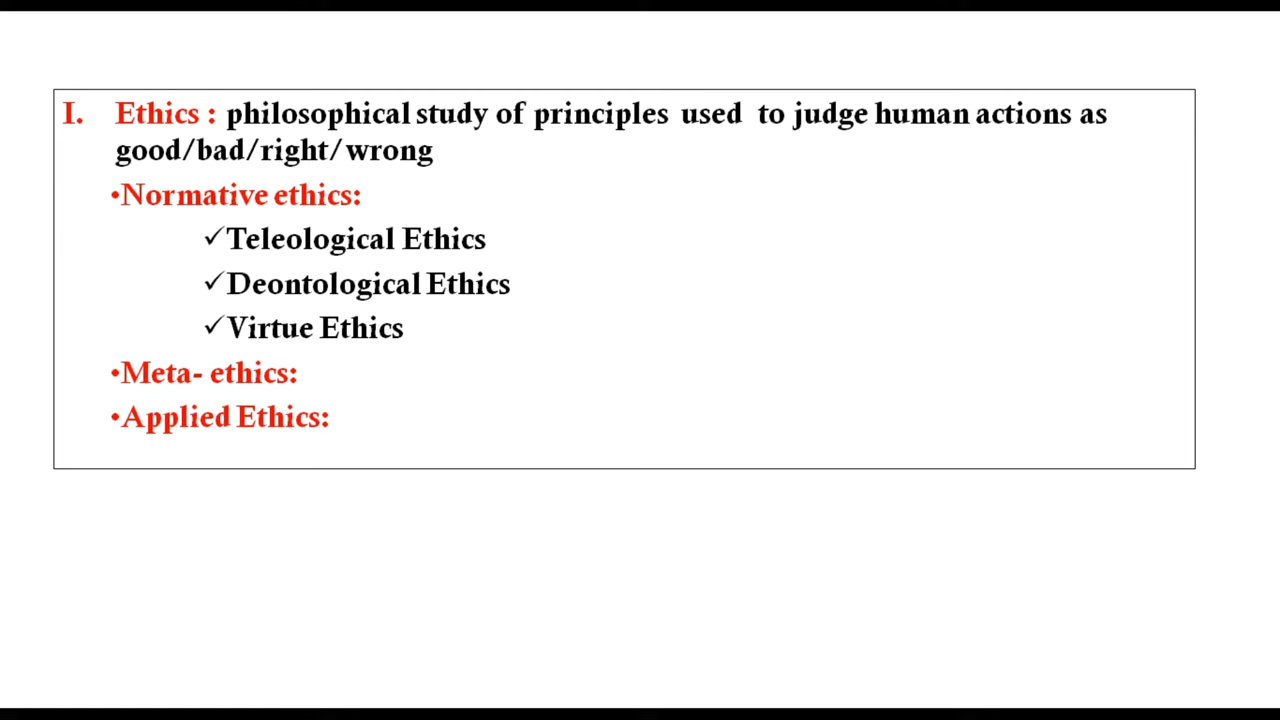 I. Ethics : philosophical study of principles used to judge human actions as
good/bad/right/wrong
•Normative ethics:
✓Teleological Ethics
✓Deontological Ethics
✓Virtue Ethics
•Meta- ethics:
•Applied Ethics: